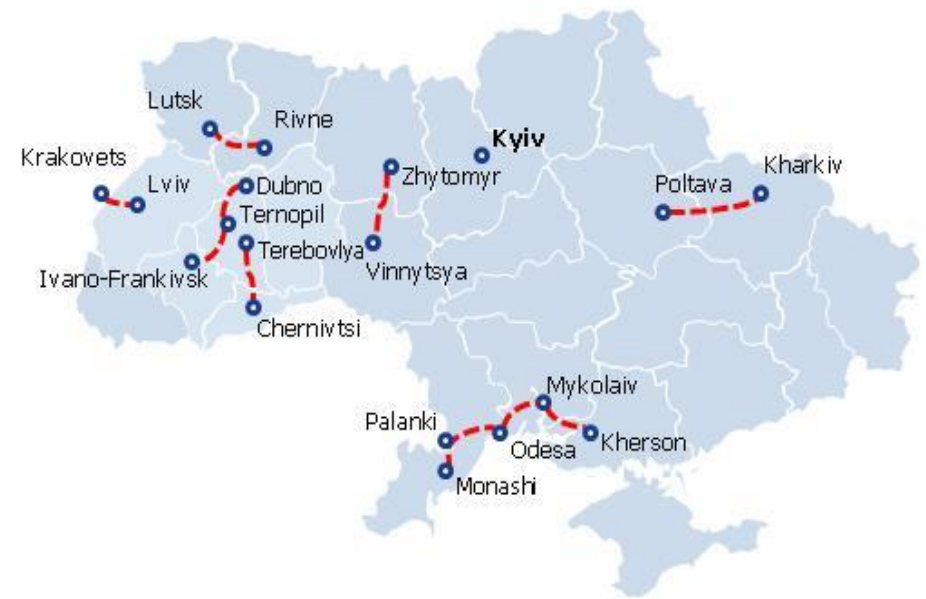 Lutsk
Rivne
Kyiv
Krakovets
Lviv
Dubno
Zhytomyr
Poltava
Kharkiv
Ternopil
Terebovlya
Ivano-Frankivsk
Vinnytsya
Chernivtsi
Mykolaiv
Palanki
Odesa
Kherson
Monashi